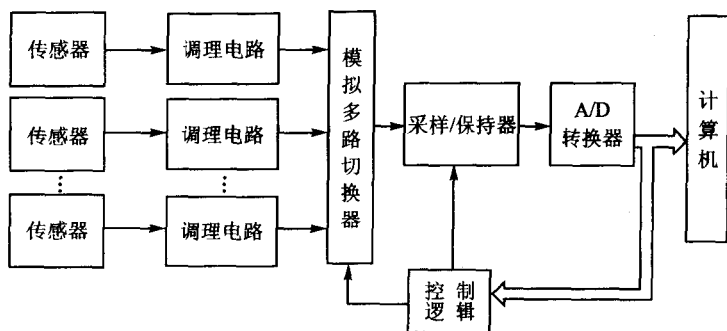 传感器
调理电路
传感器
调理电路
传感器
调理电路
模拟多路切换器
采样/保持器
A/D
转换器
计算机
控制
逻辑